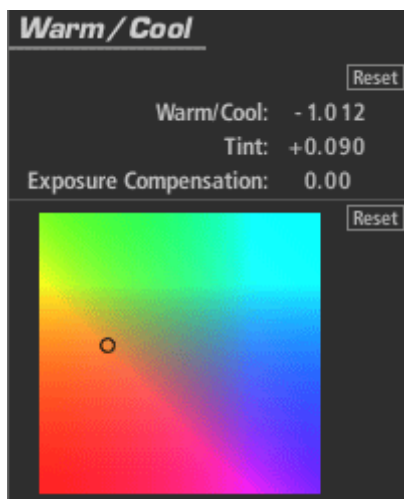 Warm/Cool
Reset
Warm/Cool: -1.012
Tint: +0.090
Exposure Compensation: 0.00
Reset